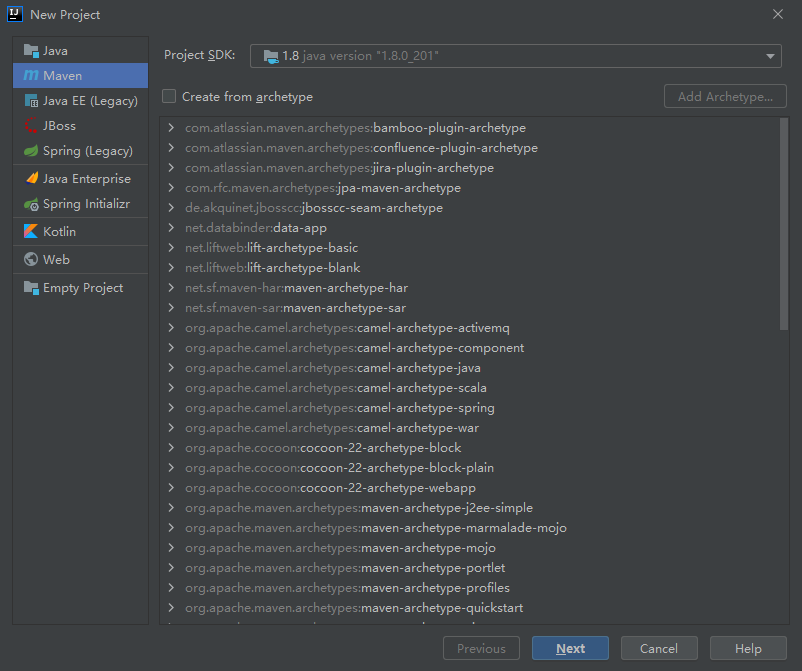 New Project
Java
Maven
Java EE (Legacy)
JBoss
Spring (Legacy)
Java Enterprise
Spring Initializr
Kotlin
Web
Empty Project
Project SDK: 1.8 java version "1.8.0_201"
Create from archetype
Add Archetype...
com.atlassian.maven.archetypes:bamboo-plugin-archetype
com.atlassian.maven.archetypes:confluence-plugin-archetype
com.atlassian.maven.archetypes:jira-plugin-archetype
com.rfc.maven.archetypes:jpa-maven-archetype
de.akquinet.jbosscc:jbosscc-seam-archetype
net.databinder:data-app
net.liftweb:lift-archetype-basic
net.liftweb:lift-archetype-blank
net.sf.maven-har:maven-archetype-har
net.sf.maven-sar:maven-archetype-sar
org.apache.camel.archetypes:camel-archetype-activemq
org.apache.camel.archetypes:camel-archetype-component
org.apache.camel.archetypes:camel-archetype-java
org.apache.camel.archetypes:camel-archetype-scala
org.apache.camel.archetypes:camel-archetype-spring
org.apache.camel.archetypes:camel-archetype-war
org.apache.cocoon:cocoon-22-archetype-block
org.apache.cocoon:cocoon-22-archetype-block-plain
org.apache.cocoon:cocoon-22-archetype-webapp
org.apache.maven.archetypes:maven-archetype-j2ee-simple
org.apache.maven.archetypes:maven-archetype-marmalade-mojo
org.apache.maven.archetypes:maven-archetype-mojo
org.apache.maven.archetypes:maven-archetype-portlet
org.apache.maven.archetypes:maven-archetype-profiles
org.apache.maven.archetypes:maven-archetype-quickstart
Previous
Next
Cancel
Help